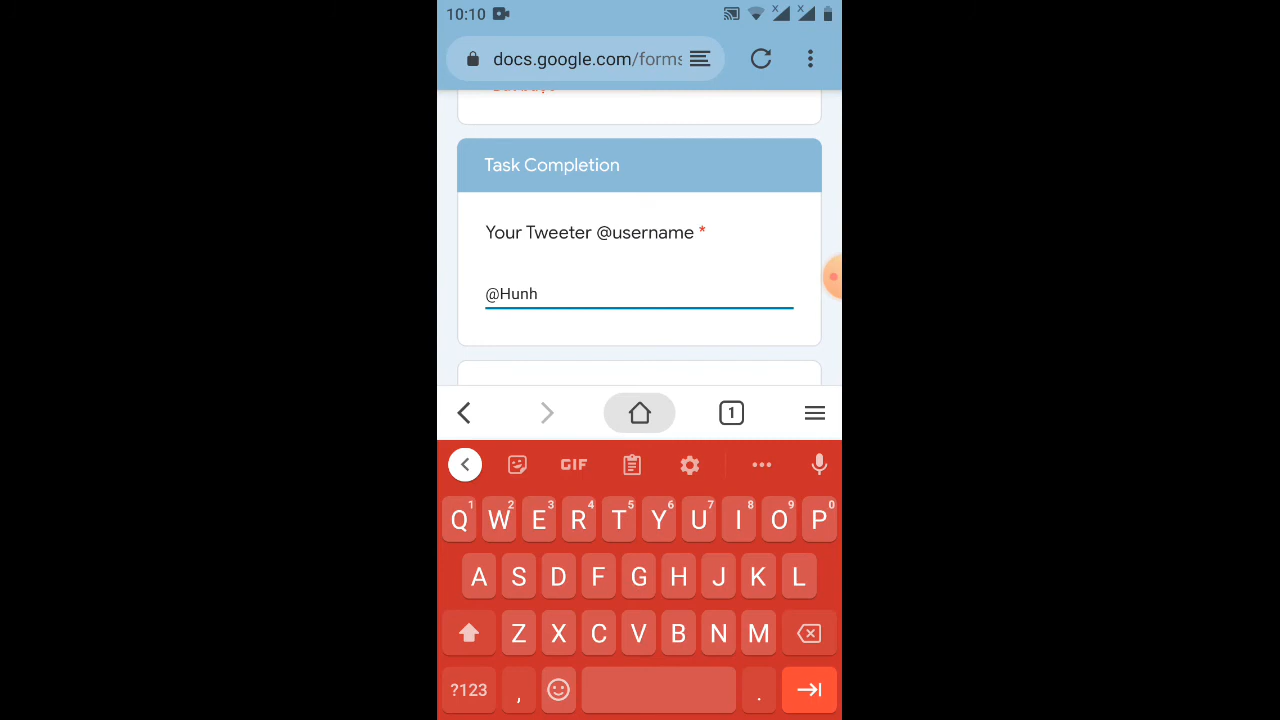 10:10
docs.google.com/forms
Task Completion
Your Tweeter @username *
@Hunh
1
GIF
Q1 W2 E3 R4 T5 Y6 U7 I8 O9 P0
A S D F G H J K L
Z X C V B N M
?123 , .